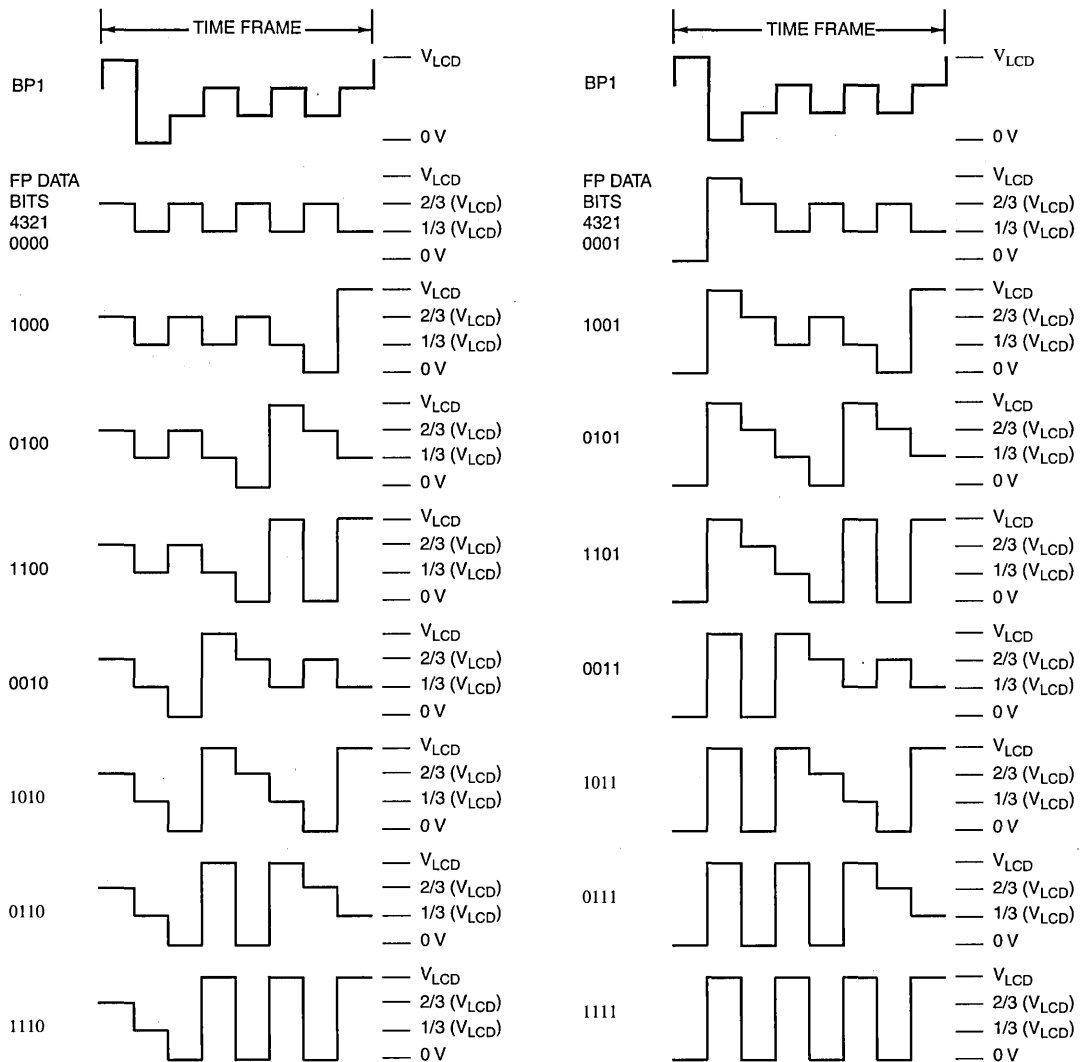 TIME FRAME
BP1
V_LCD
0 V
FP DATA
BITS
4321
0000
V_LCD
2/3 (V_LCD)
1/3 (V_LCD)
0 V
1000
V_LCD
2/3 (V_LCD)
1/3 (V_LCD)
0 V
0100
V_LCD
2/3 (V_LCD)
1/3 (V_LCD)
0 V
1100
V_LCD
2/3 (V_LCD)
1/3 (V_LCD)
0 V
0010
V_LCD
2/3 (V_LCD)
1/3 (V_LCD)
0 V
1010
V_LCD
2/3 (V_LCD)
1/3 (V_LCD)
0 V
0110
V_LCD
2/3 (V_LCD)
1/3 (V_LCD)
0 V
1110
V_LCD
2/3 (V_LCD)
1/3 (V_LCD)
0 V
TIME FRAME
BP1
V_LCD
0 V
FP DATA
BITS
4321
0001
V_LCD
2/3 (V_LCD)
1/3 (V_LCD)
0 V
1001
V_LCD
2/3 (V_LCD)
1/3 (V_LCD)
0 V
0101
V_LCD
2/3 (V_LCD)
1/3 (V_LCD)
0 V
1101
V_LCD
2/3 (V_LCD)
1/3 (V_LCD)
0 V
0011
V_LCD
2/3 (V_LCD)
1/3 (V_LCD)
0 V
1011
V_LCD
2/3 (V_LCD)
1/3 (V_LCD)
0 V
0111
V_LCD
2/3 (V_LCD)
1/3 (V_LCD)
0 V
1111
V_LCD
2/3 (V_LCD)
1/3 (V_LCD)
0 V